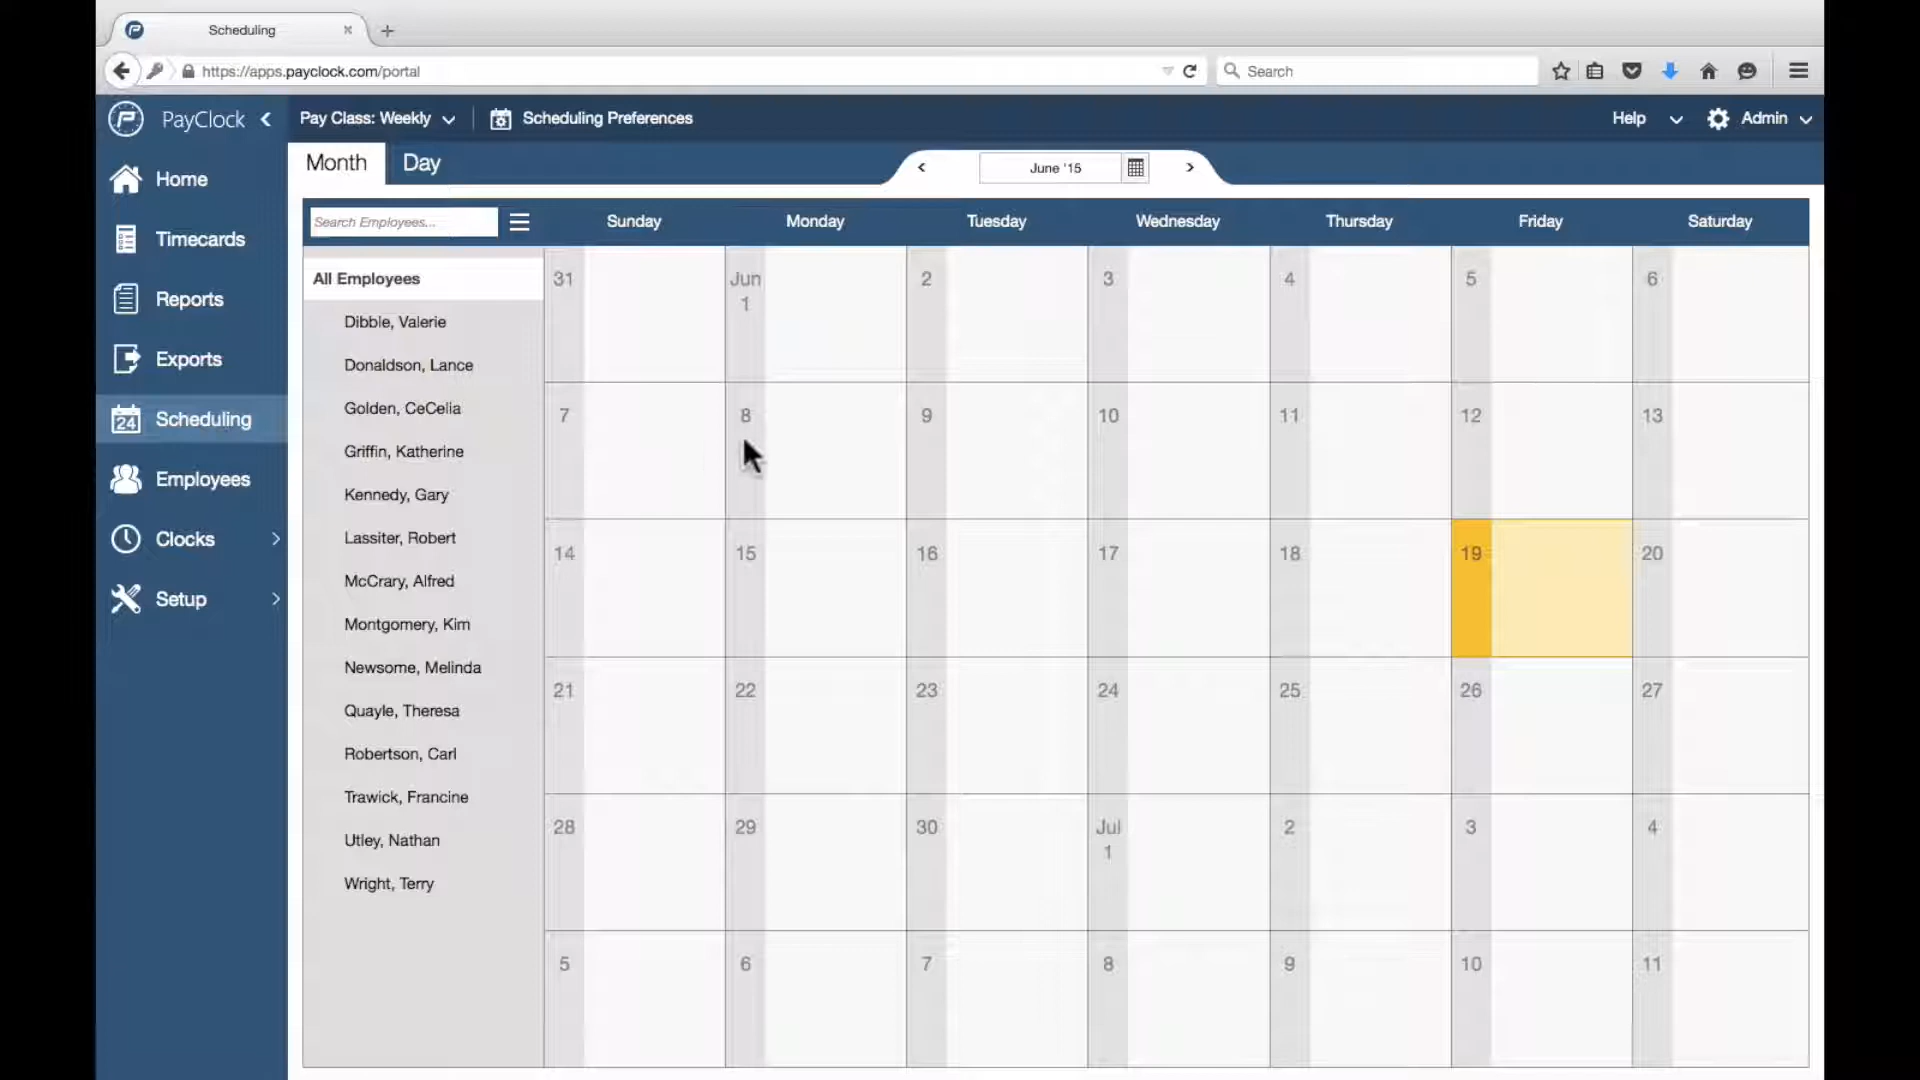 Scheduling
https://apps.payclock.com/portal
Search
PayClock
Pay Class: Weekly
Scheduling Preferences
Help
Admin
Month
Day
June '15
Home
Timecards
Reports
Exports
24
Scheduling
Employees
Clocks
Setup
Search Employees...
Sunday Monday Tuesday Wednesday Thursday Friday Saturday
All Employees
Dibble, Valerie
Donaldson, Lance
Golden, CeCelia
Griffin, Katherine
Kennedy, Gary
Lassiter, Robert
McCrary, Alfred
Montgomery, Kim
Newsome, Melinda
Quayle, Theresa
Robertson, Carl
Trawick, Francine
Utley, Nathan
Wright, Terry
31 Jun 1 2 3 4 5 6
7 8 9 10 11 12 13
14 15 16 17 18 19 20
21 22 23 24 25 26 27
28 29 30 Jul 1 2 3 4
5 6 7 8 9 10 11